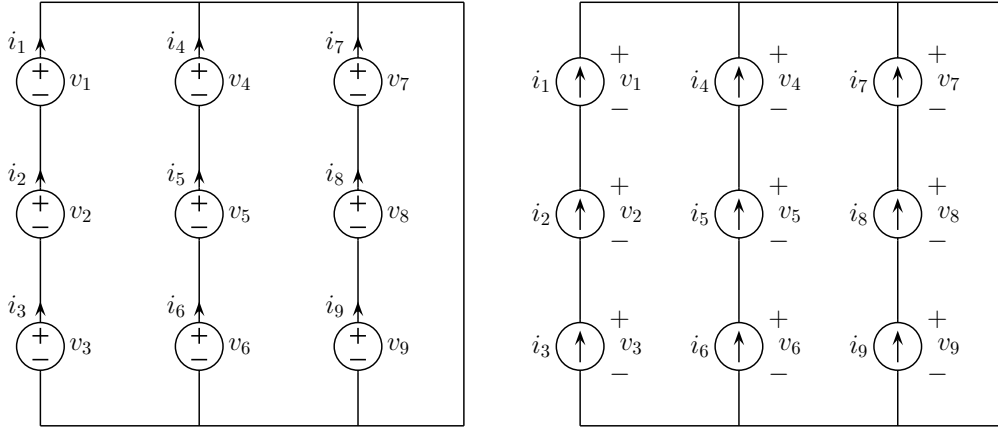 i₁ i₄ i₇
+ + +
v₁ v₄ v₇
− − −
i₂ i₅ i₈
+ + +
v₂ v₅ v₈
− − −
i₃ i₆ i₉
+ + +
v₃ v₆ v₉
− − −
+ + +
i₁ v₁ i₄ v₄ i₇ v₇
− − −
+ + +
i₂ v₂ i₅ v₅ i₈ v₈
− − −
+ + +
i₃ v₃ i₆ v₆ i₉ v₉
− − −